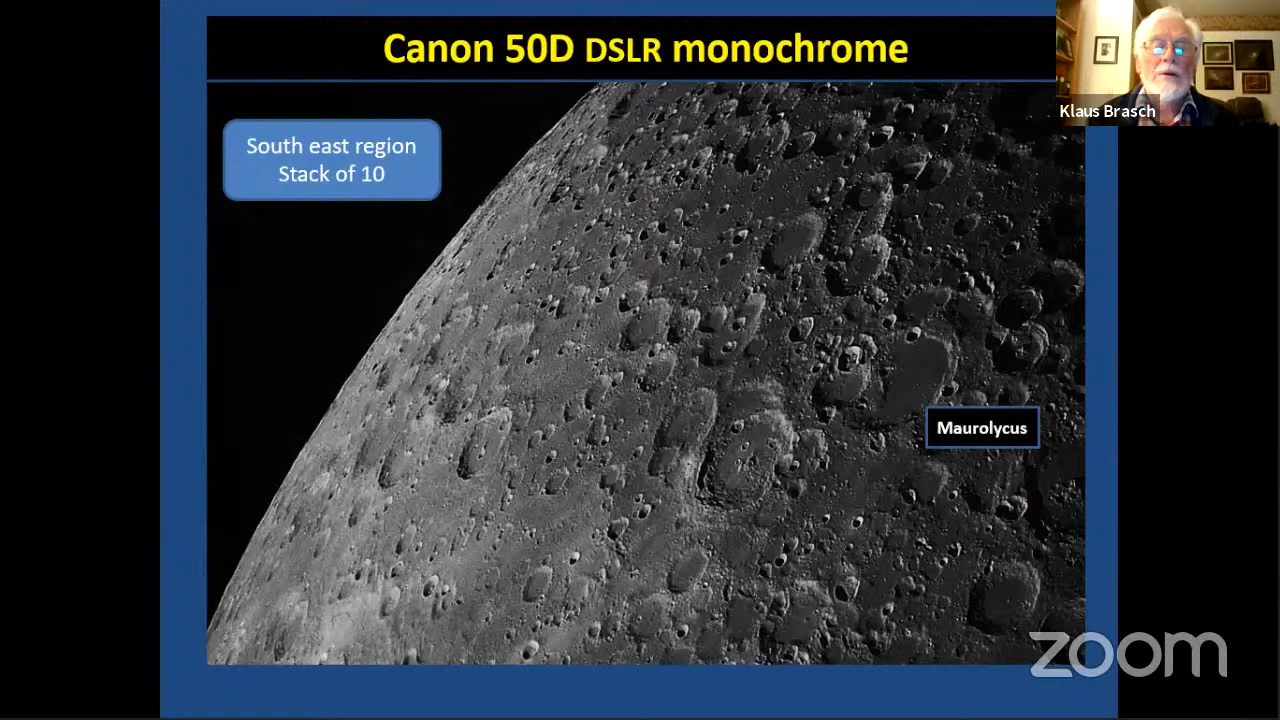 Canon 50D DSLR monochrome
Klaus Brasch
South east region
Stack of 10
Maurolycus
zoom